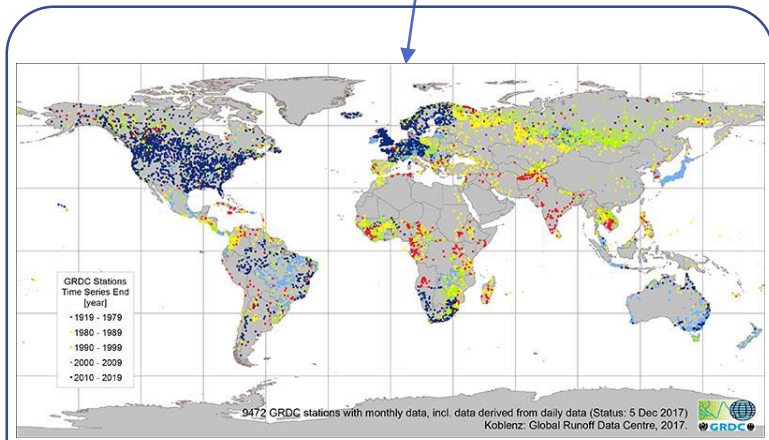 GRDC Stations
Time Series End
[year]
1919 - 1979
1980 - 1989
1990 - 1999
2000 - 2009
2010 - 2019
9472 GRDC stations with monthly data, incl. data derived from daily data (Status: 5 Dec 2017)
Koblenz: Global Runoff Data Centre, 2017.
GRDC